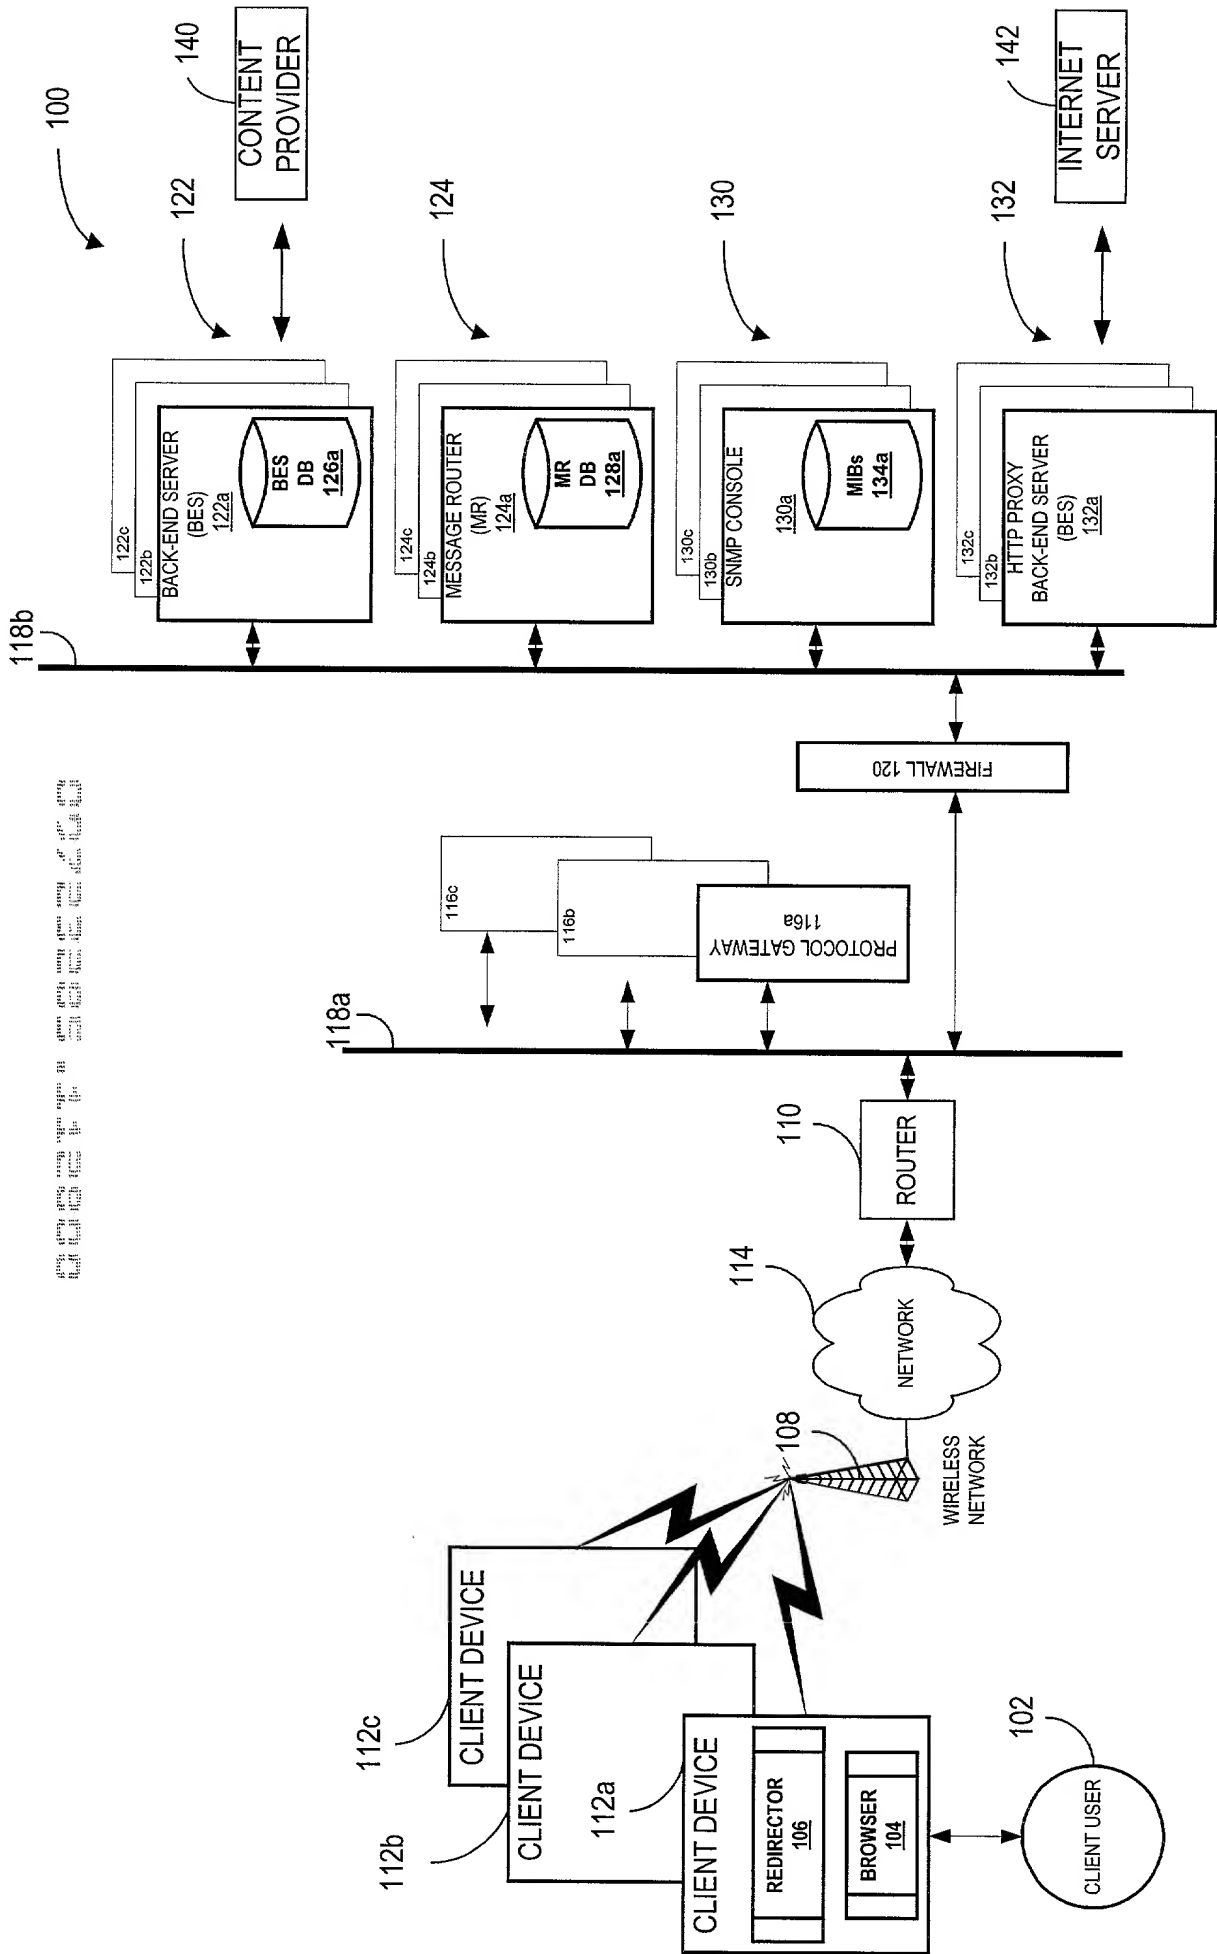 100
122
122c
122b
BACK-END SERVER
(BES)
122a
BES
DB
126a
140
CONTENT
PROVIDER
124
124c
124b
MESSAGE ROUTER
(MR)
124a
MR
DB
128a
130
130c
130b
SNMP CONSOLE
130a
MIBs
134a
132
132c
132b
HTTP PROXY
BACK-END SERVER
(BES)
132a
142
INTERNET
SERVER
118b
FIREWALL 120
116c
116b
PROTOCOL GATEWAY
116a
118a
110
ROUTER
114
NETWORK
108
WIRELESS
NETWORK
112c
CLIENT DEVICE
112b
CLIENT DEVICE
112a
CLIENT DEVICE
REDIRECTOR
106
BROWSER
104
102
CLIENT USER